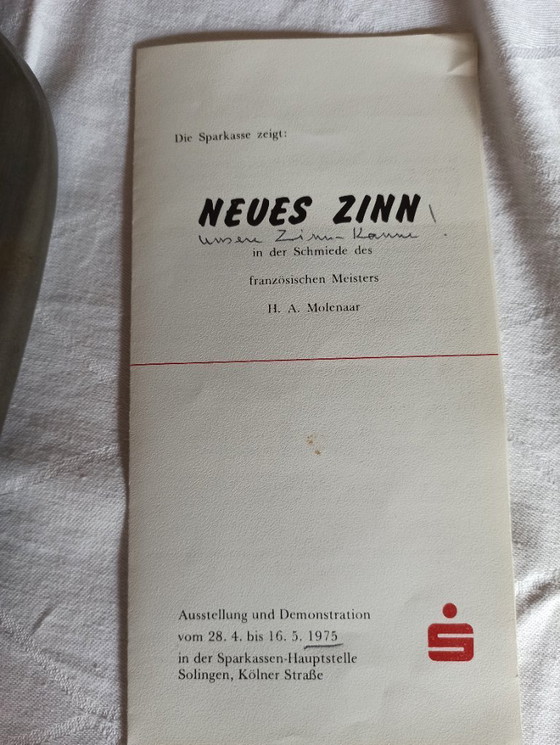 Die Sparkasse zeigt:
NEUES ZINN!
unsere Zinn-Kanne.
in der Schmiede des
französischen Meisters
H. A. Molenaar
Ausstellung und Demonstration
vom 28. 4. bis 16. 5. 1975
in der Sparkassen-Hauptstelle
Solingen, Kölner Straße